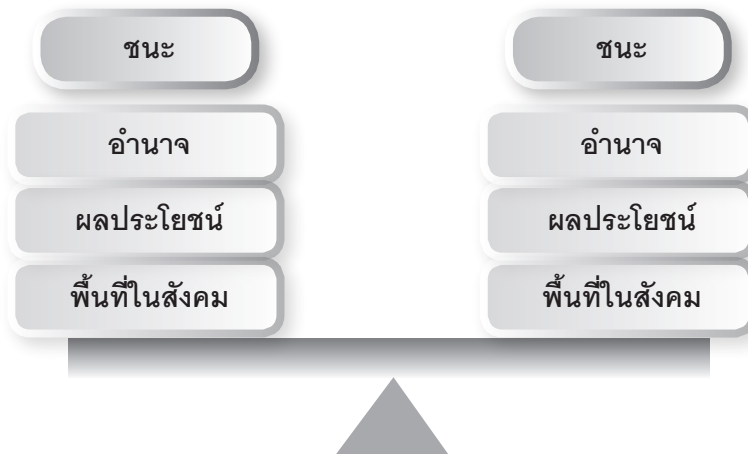 ชนะ
อำนาจ
ผลประโยชน์
พื้นที่ในสังคม
ชนะ
อำนาจ
ผลประโยชน์
พื้นที่ในสังคม